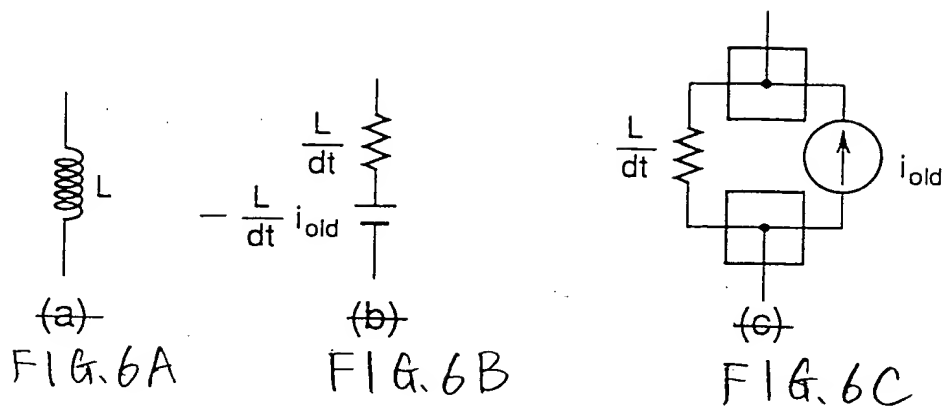 L
L
dt
− L
dt i_old
L
dt
i_old
(a)
(b)
(c)
FIG.6A
FIG.6B
FIG.6C